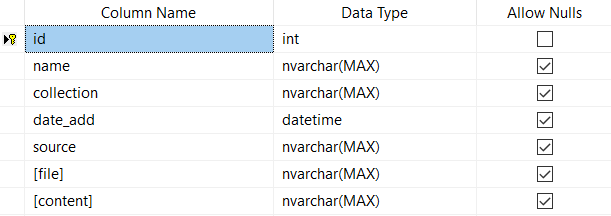 Column Name Data Type Allow Nulls
id int
name nvarchar(MAX)
collection nvarchar(MAX)
date_add datetime
source nvarchar(MAX)
[file] nvarchar(MAX)
[content] nvarchar(MAX)